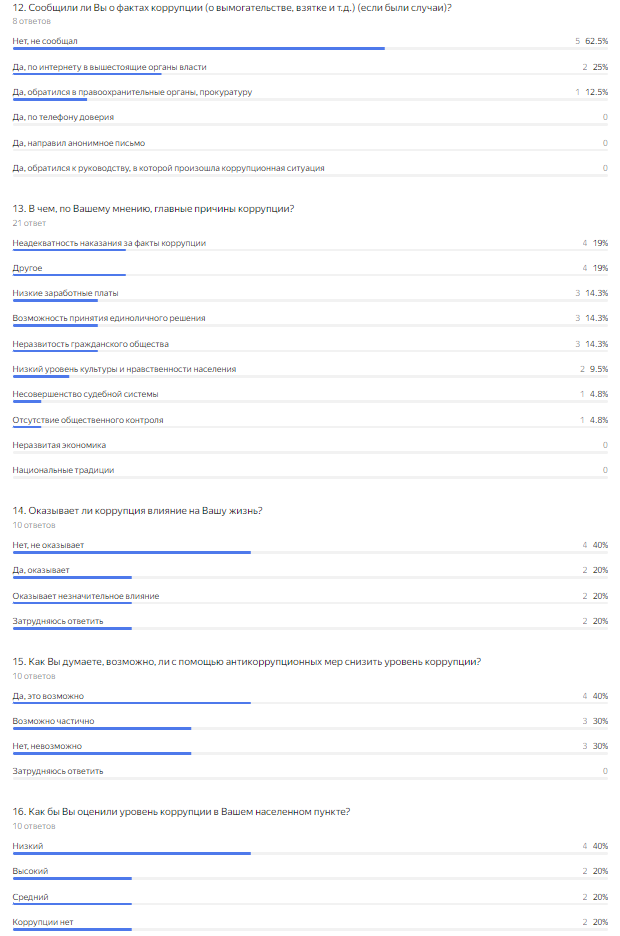 12. Сообщили ли Вы о фактах коррупции (о вымогательстве, взятке и т.д.) (если были случаи)?
8 ответов
Нет, не сообщал 5 62.5%
Да, по интернету в вышестоящие органы власти 2 25%
Да, обратился в правоохранительные органы, прокуратуру 1 12.5%
Да, по телефону доверия 0
Да, направил анонимное письмо 0
Да, обратился к руководству, в которой произошла коррупционная ситуация 0
13. В чем, по Вашему мнению, главные причины коррупции?
21 ответ
Неадекватность наказания за факты коррупции 4 19%
Другое 4 19%
Низкие заработные платы 3 14.3%
Возможность принятия единоличного решения 3 14.3%
Неразвитость гражданского общества 3 14.3%
Низкий уровень культуры и нравственности населения 2 9.5%
Несовершенство судебной системы 1 4.8%
Отсутствие общественного контроля 1 4.8%
Неразвитая экономика 0
Национальные традиции 0
14. Оказывает ли коррупция влияние на Вашу жизнь?
10 ответов
Нет, не оказывает 4 40%
Да, оказывает 2 20%
Оказывает незначительное влияние 2 20%
Затрудняюсь ответить 2 20%
15. Как Вы думаете, возможно, ли с помощью антикоррупционных мер снизить уровень коррупции?
10 ответов
Да, это возможно 4 40%
Возможно частично 3 30%
Нет, невозможно 3 30%
Затрудняюсь ответить 0
16. Как бы Вы оценили уровень коррупции в Вашем населенном пункте?
10 ответов
Низкий 4 40%
Высокий 2 20%
Средний 2 20%
Коррупции нет 2 20%